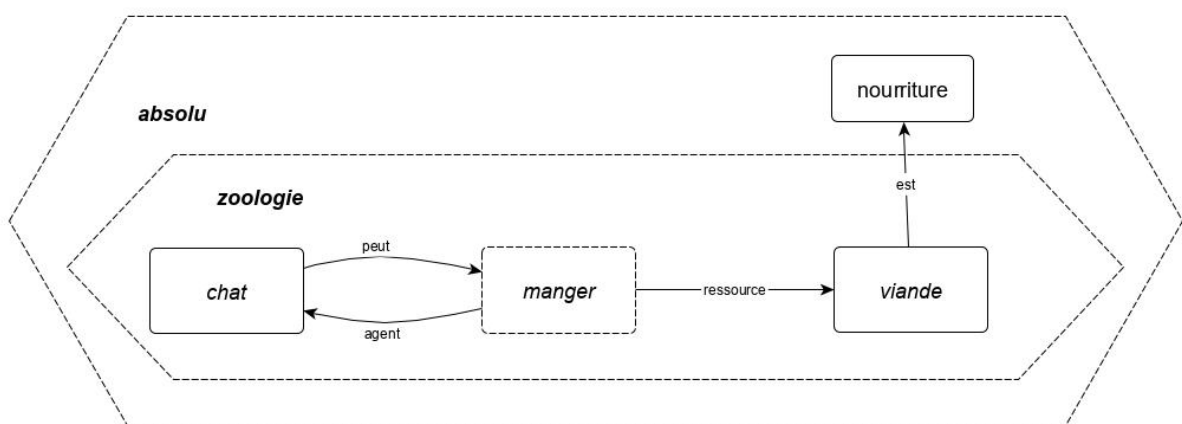 nourriture
absolu
est
zoologie
peut
chat
manger
ressource
viande
agent